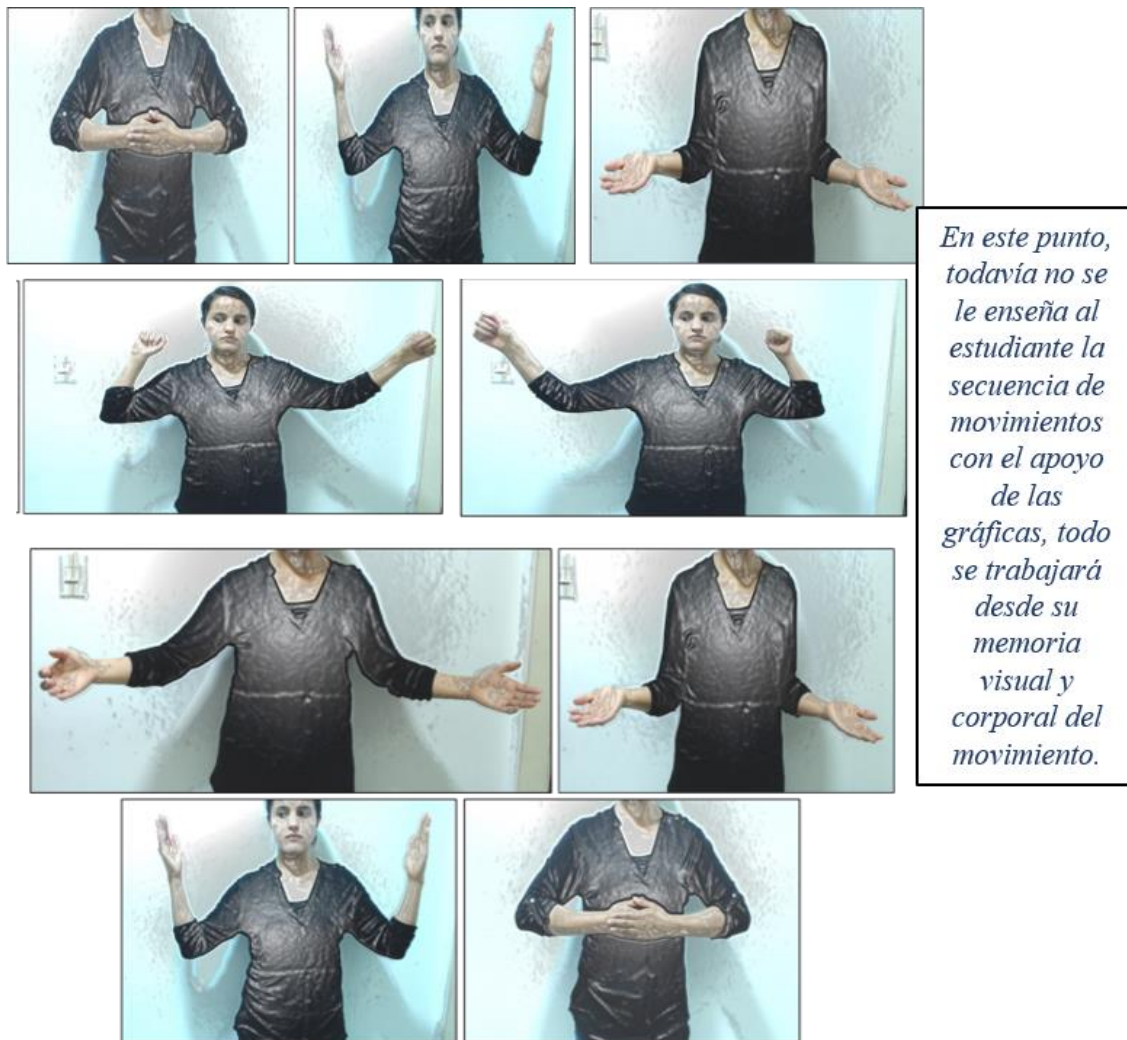 En este punto,
todavía no se
le enseña al
estudiante la
secuencia de
movimientos
con el apoyo
de las
gráficas, todo
se trabajará
desde su
memoria
visual y
corporal del
movimiento.